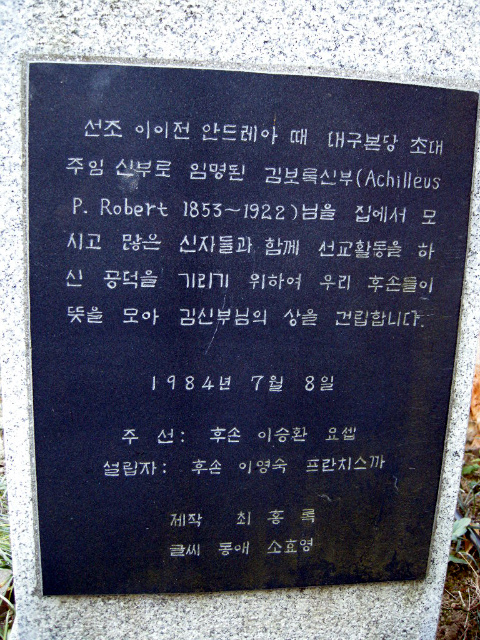 선조 이이전 안드레아 때 대구본당 초대
주임 신부로 임명된 김보록신부(Achilleus
P. Robert 1853~1922)님을 집에서 모
시고 많은 신자들과 함께 선교활동을 하
신 공덕을 기리기 위하여 우리 후손들이
뜻을 모아 김신부님의 상을 건립합니다.
1984년 7월 8일
주 선: 후손 이승환 요셉
설립자: 후손 이영숙 프란치스까
제작 최 홍 록
글씨 통애 소효영